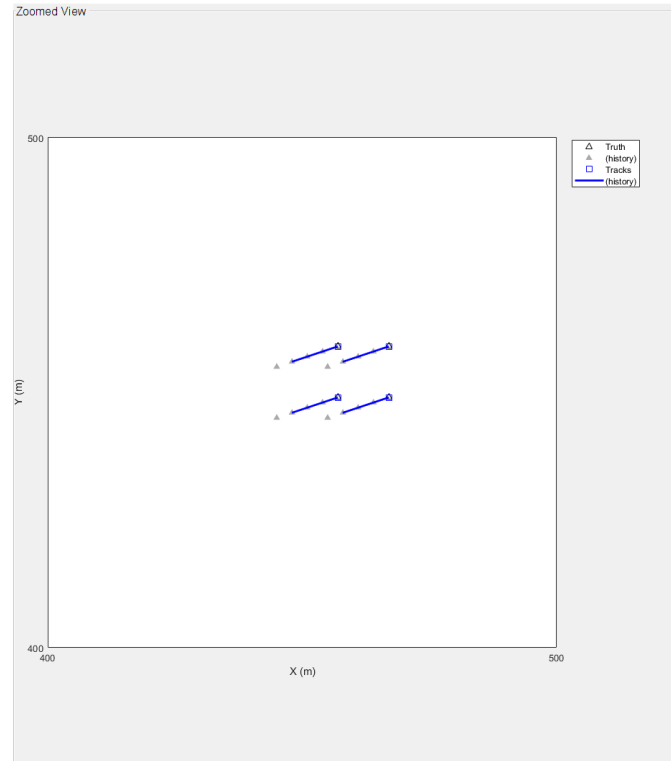 Zoomed View
500
Truth
(history)
Tracks
(history)
Y (m)
400
400
500
X (m)